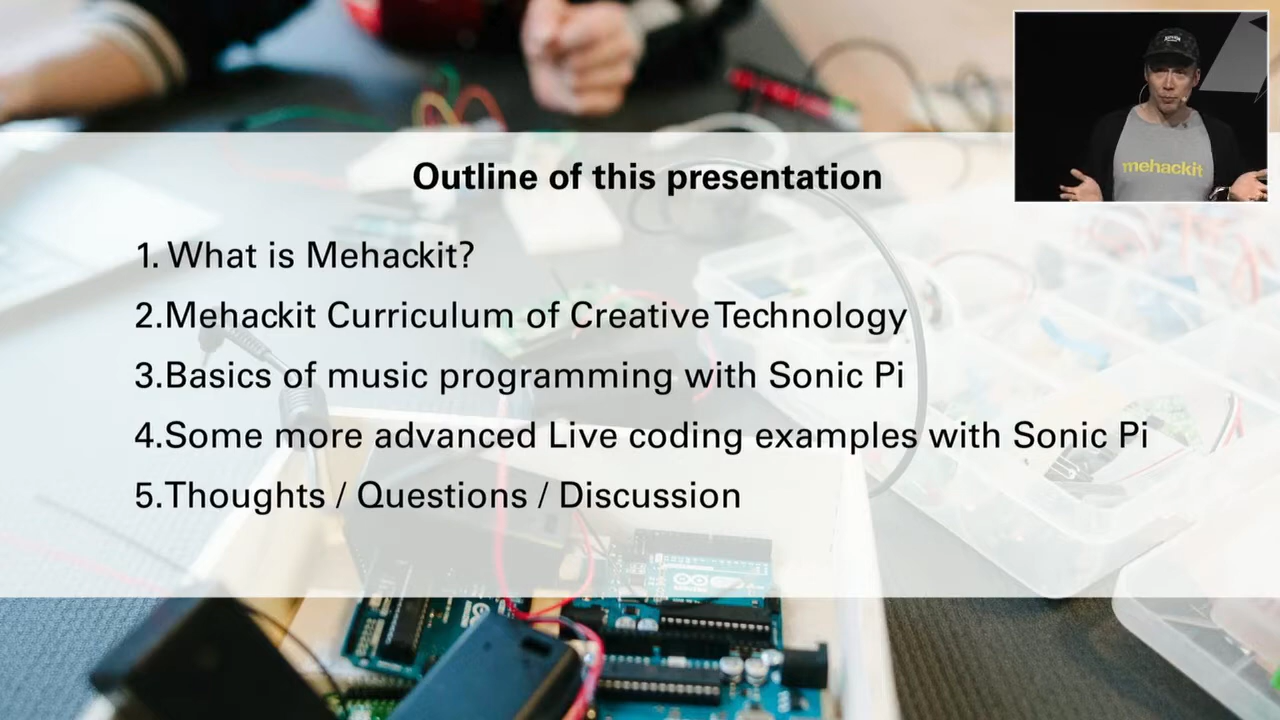 Outline of this presentation
1. What is Mehackit?
2.Mehackit Curriculum of Creative Technology
3.Basics of music programming with Sonic Pi
4.Some more advanced Live coding examples with Sonic Pi
5.Thoughts / Questions / Discussion
mehackit